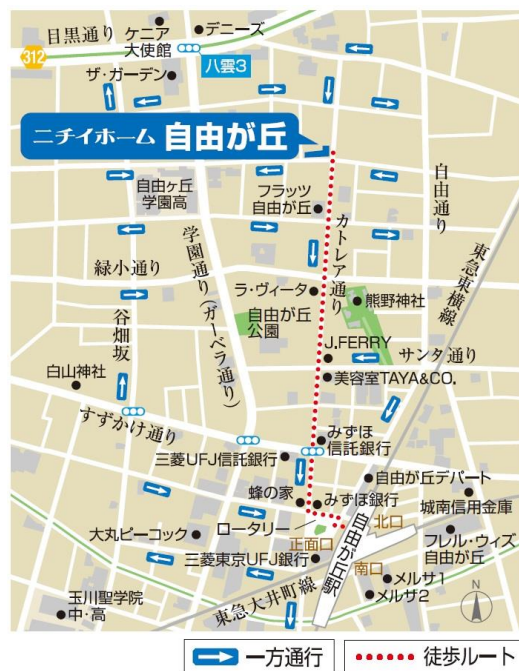 目黒通り
ケニア
大使館
デニーズ
312
八雲3
ザ・ガーデン
ニチイホーム 自由が丘
自由ヶ丘
学園高
フラッツ
自由が丘
自由通り
カトレア通り
学園通り(ガーベラ通り)
東急東横線
緑小通り
ラ・ヴィータ
熊野神社
自由が丘
公園
谷畑坂
J.FERRY
サンタ通り
白山神社
美容室TAYA&CO.
すずかけ通り
みずほ
信託銀行
三菱UFJ信託銀行
自由が丘デパート
蜂の家
みずほ銀行
城南信用金庫
ロータリー
北口
大丸ピーコック
正面口
自由が丘駅
フレル・ウィズ
自由が丘
三菱東京UFJ銀行
南口
東急大井町線
メルサ1
メルサ2
玉川聖学院
中・高
N
一方通行
徒歩ルート